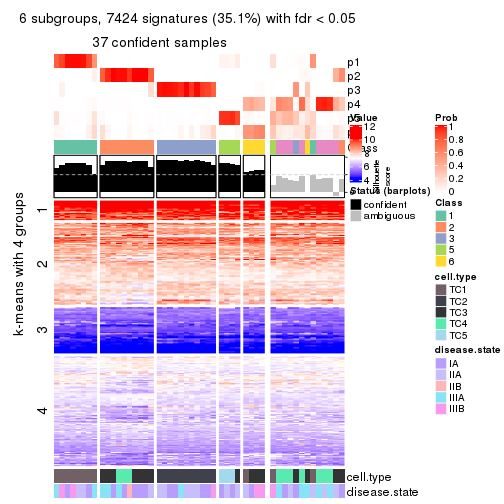 6 subgroups, 7424 signatures (35.1%) with fdr < 0.05
37 confident samples
p1
p2
p3
p4
Value
12
10
8
6
4
Prob
1
0.8
0.6
0.4
0.2
0
Class
1
2
3
5
6
Silhouette
score
Status (barplots)
confident
ambiguous
cell.type
TC1
TC2
TC3
TC4
TC5
disease.state
IA
IIA
IIB
IIIA
IIIB
k-means with 4 groups
1
2
3
4
cell.type
disease.state